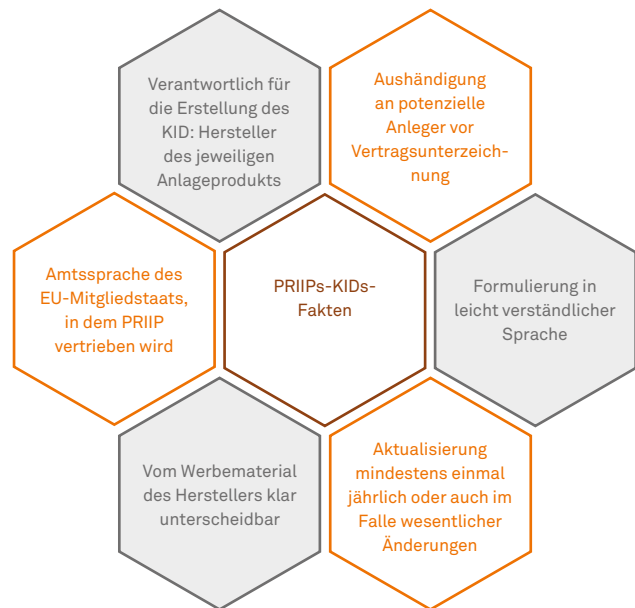 Verantwortlich für
die Erstellung des
KID: Hersteller
des jeweiligen
Anlageprodukts
Aushändigung
an potenzielle
Anleger vor
Vertragsunterzeich-
nung
Amtssprache des
EU-Mitgliedstaats,
in dem PRIIP
vertrieben wird
PRIIPs-KIDs-
Fakten
Formulierung in
leicht verständlicher
Sprache
Vom Werbematerial
des Herstellers klar
unterscheidbar
Aktualisierung
mindestens einmal
jährlich oder auch im
Falle wesentlicher
Änderungen